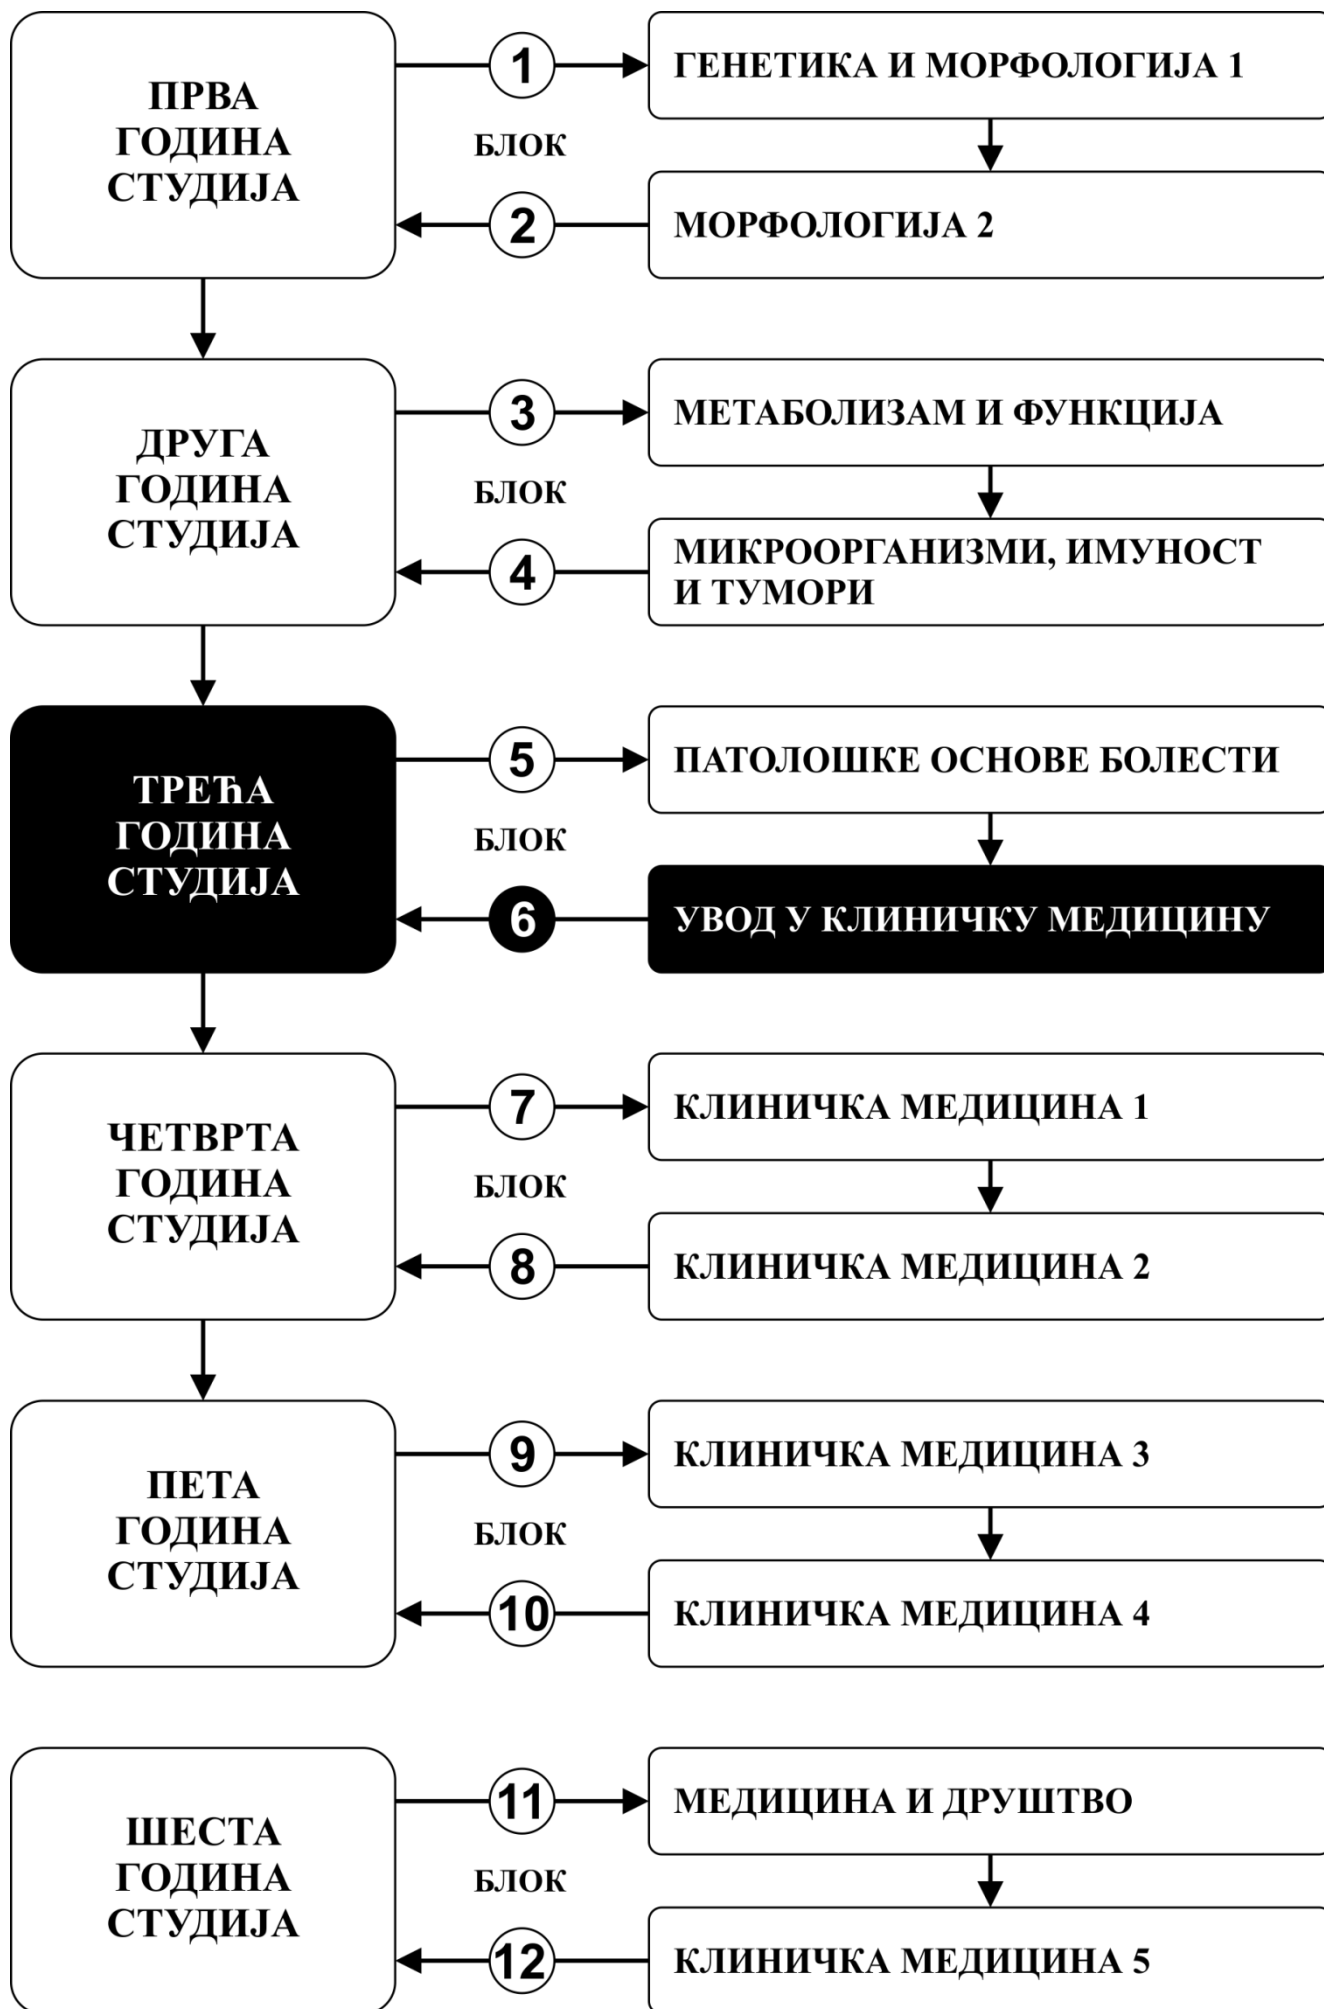 ПРВА
ГОДИНА
СТУДИЈА
1
БЛОК
2
ГЕНЕТИКА И МОРФОЛОГИЈА 1
МОРФОЛОГИЈА 2
ДРУГА
ГОДИНА
СТУДИЈА
3
БЛОК
4
МЕТАБОЛИЗАМ И ФУНКЦИЈА
МИКРООРГАНИЗМИ, ИМУНОСТ
И ТУМОРИ
ТРЕЋА
ГОДИНА
СТУДИЈА
5
БЛОК
6
ПАТОЛОШКЕ ОСНОВЕ БОЛЕСТИ
УВОД У КЛИНИЧКУ МЕДИЦИНУ
ЧЕТВРТА
ГОДИНА
СТУДИЈА
7
БЛОК
8
КЛИНИЧКА МЕДИЦИНА 1
КЛИНИЧКА МЕДИЦИНА 2
ПЕТА
ГОДИНА
СТУДИЈА
9
БЛОК
10
КЛИНИЧКА МЕДИЦИНА 3
КЛИНИЧКА МЕДИЦИНА 4
ШЕСТА
ГОДИНА
СТУДИЈА
11
БЛОК
12
МЕДИЦИНА И ДРУШТВО
КЛИНИЧКА МЕДИЦИНА 5